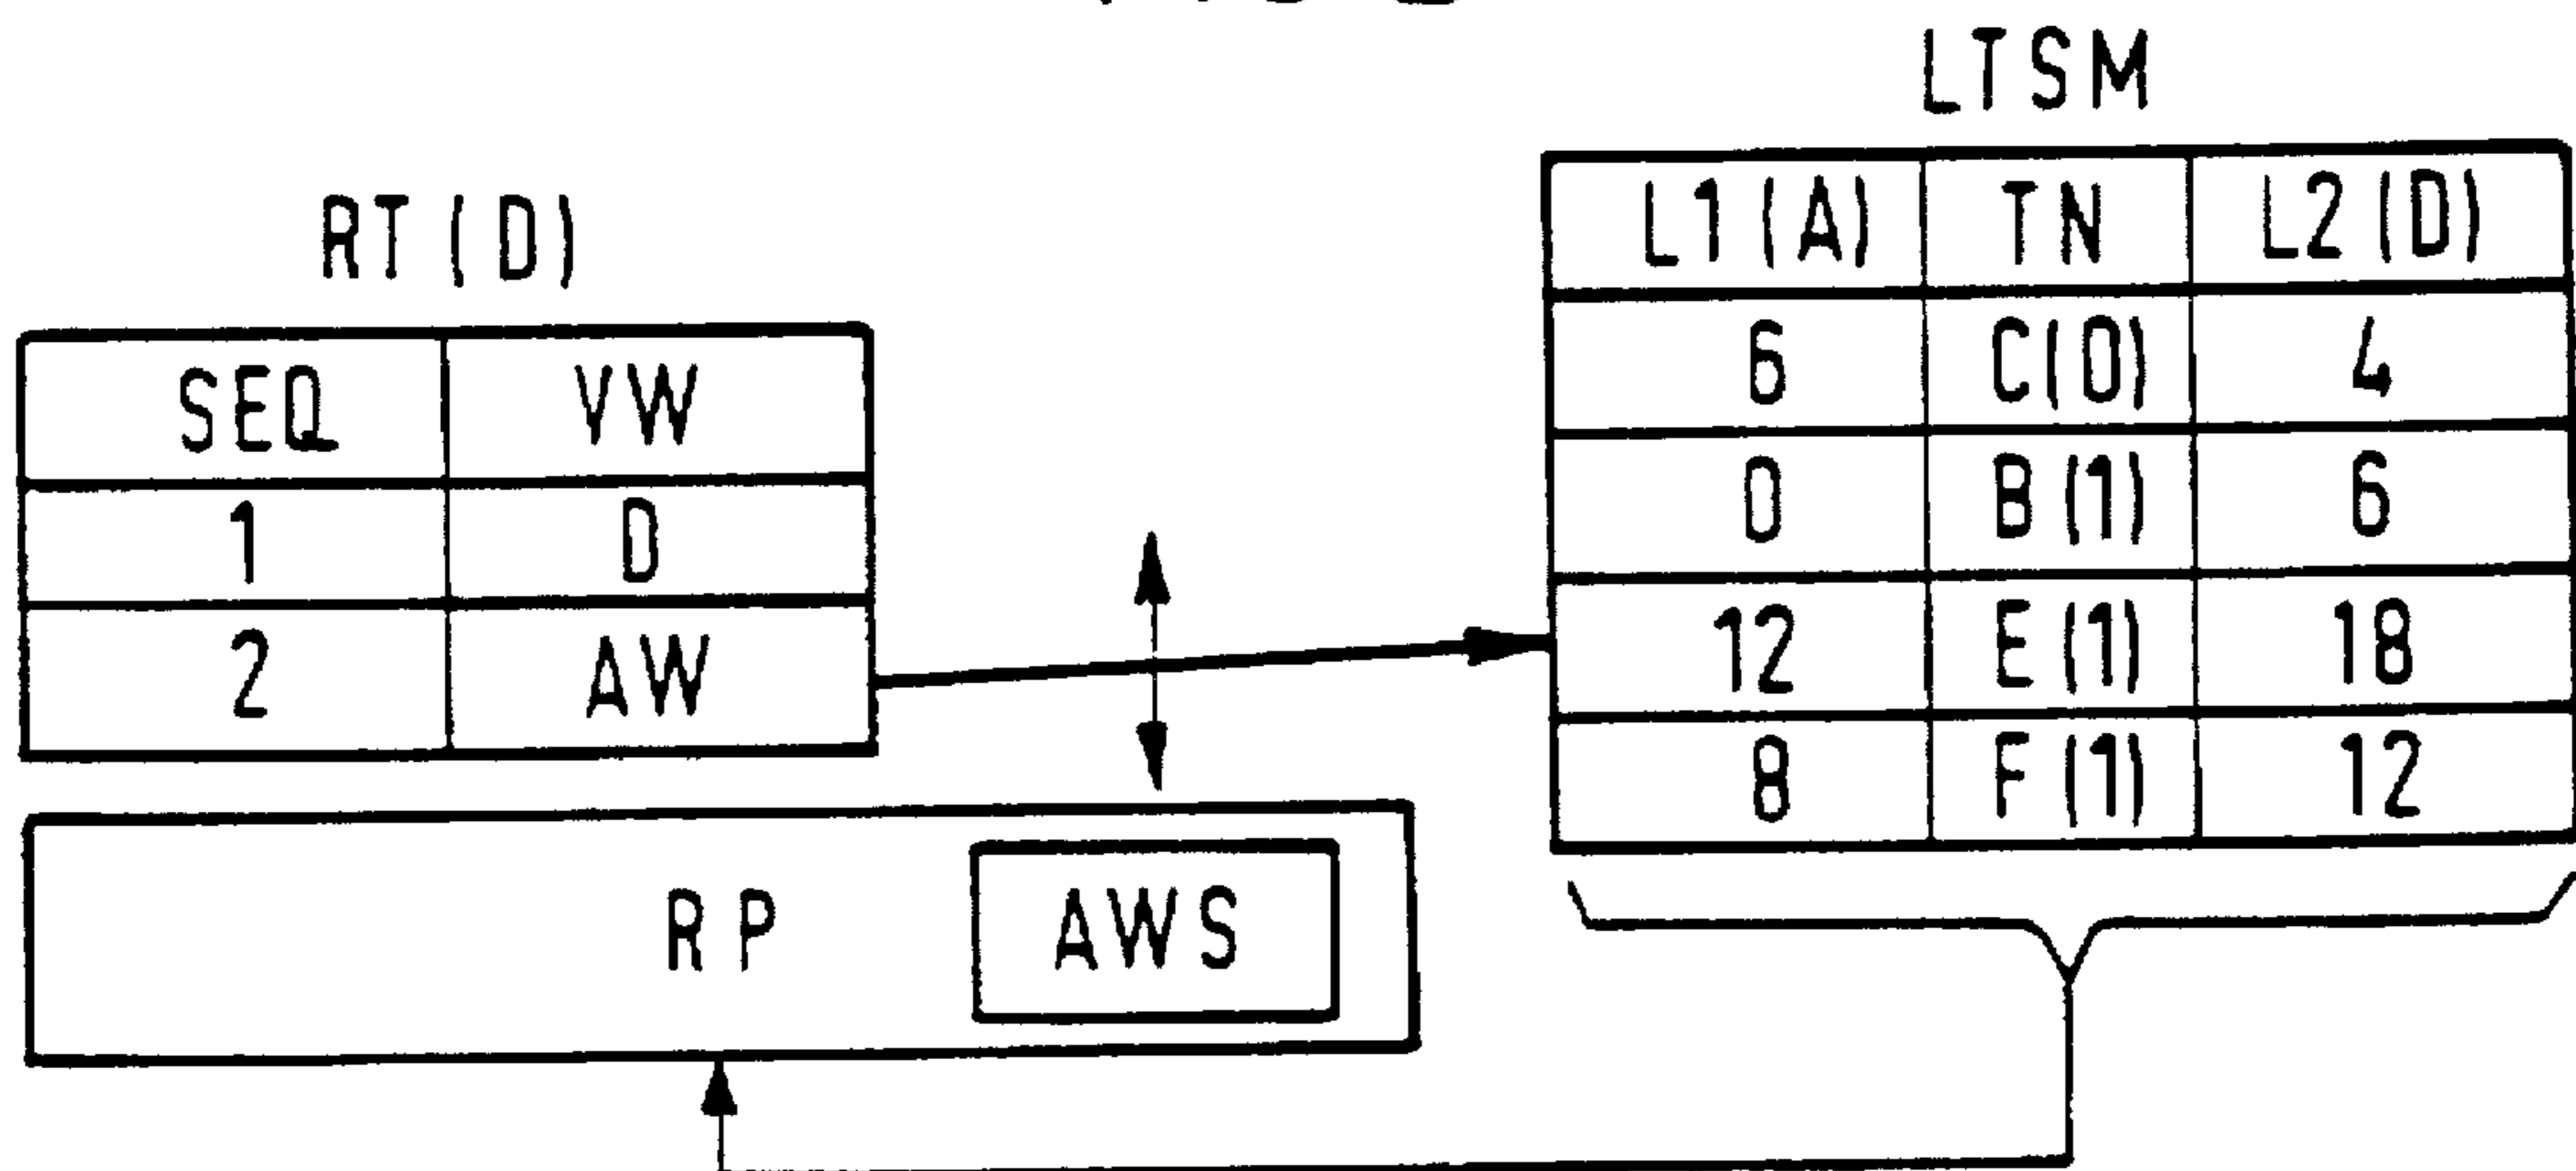 LTSM
RT (D)
L1 (A) TN L2 (D)
SEQ VW
6 C(0) 4
1 D
0 B (1) 6
2 AW
12 E (1) 18
8 F (1) 12
RP AWS